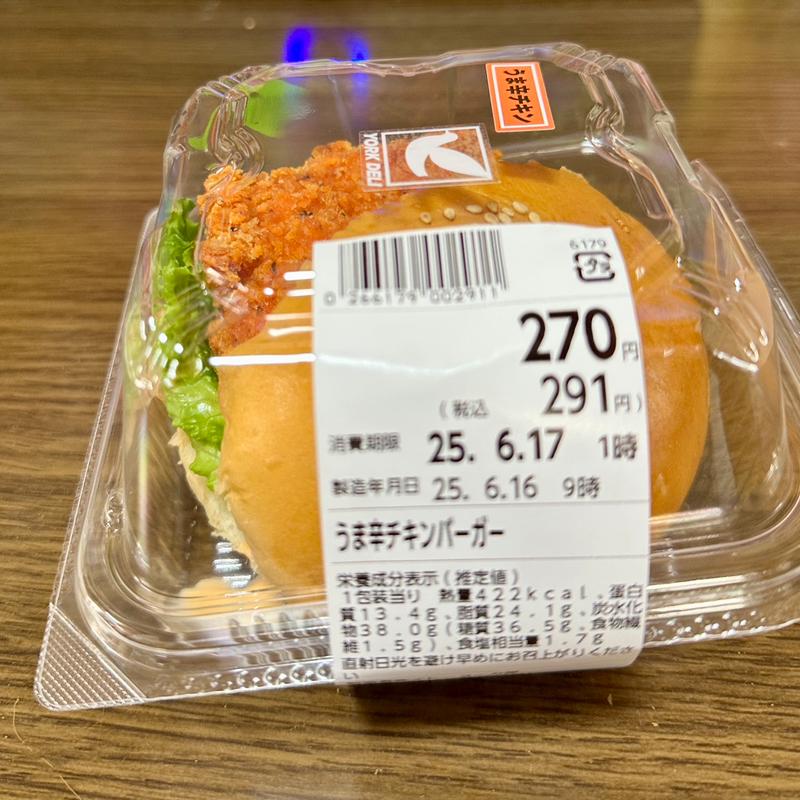 うま辛チキン
YORK DELI
6179
プラ
0 266179 002911
270円
(税込 291円)
消費期限 25. 6.17 1時
製造年月日 25. 6.16 9時
うま辛チキンバーガー
栄養成分表示(推定値)
1包装当り 熱量422kcal、蛋白
質13.4g、脂質24.1g、炭水化
物38.0g(糖質36.5g、食物繊
維1.5g)、食塩相当量1.7g
直射日光を避け早めにお召上がりくださ
い